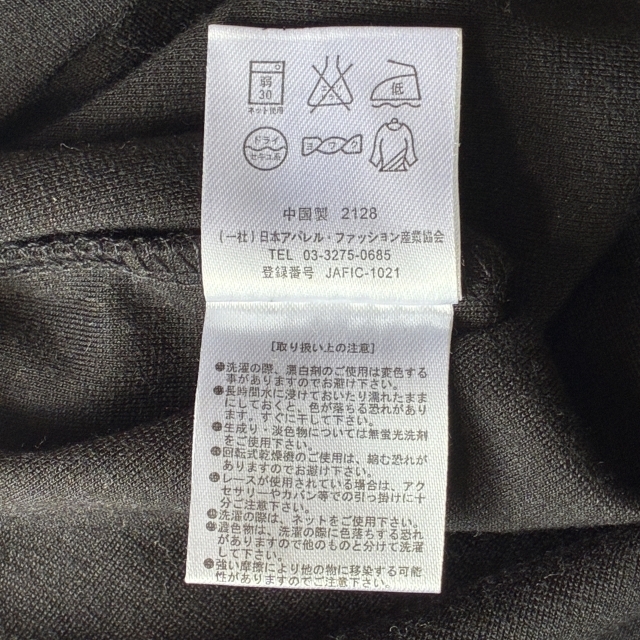 弱
30
ネット使用
低
ドライ
セキユ系
ヨワク
中国製 2128
(一社)日本アパレル・ファッション産業協会
TEL 03-3275-0685
登録番号 JAFIC-1021
[取り扱い上の注意]
●洗濯の際、漂白剤のご使用は変色する
事がありますのでお避け下さい。
●長時間水に浸けておいたり濡れたまま
にしておくと、色が落ちる恐れがあり
ます。すぐに干して下さい。
●生成り・淡色物については無蛍光洗剤
をご使用下さい。
●回転式乾燥機のご使用は、縮む恐れが
ありますのでお避け下さい。
●レースが使用されている場合は、アク
セサリーやカバン等での引っ掛けに十
分ご注意下さい。
●洗濯の際は、ネットをご使用下さい。
●濃色物は、洗濯の際に色落ちする恐れ
がありますので他のものと分けて洗濯
して下さい。
●強い摩擦により他の物に移染する可能
性がありますのでご注意下さい。